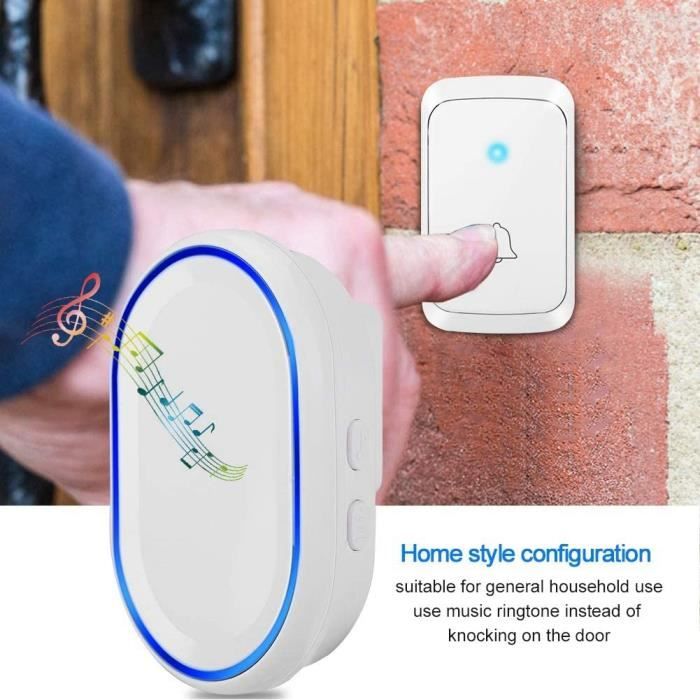 Home style configuration
suitable for general household use
use music ringtone instead of
knocking on the door